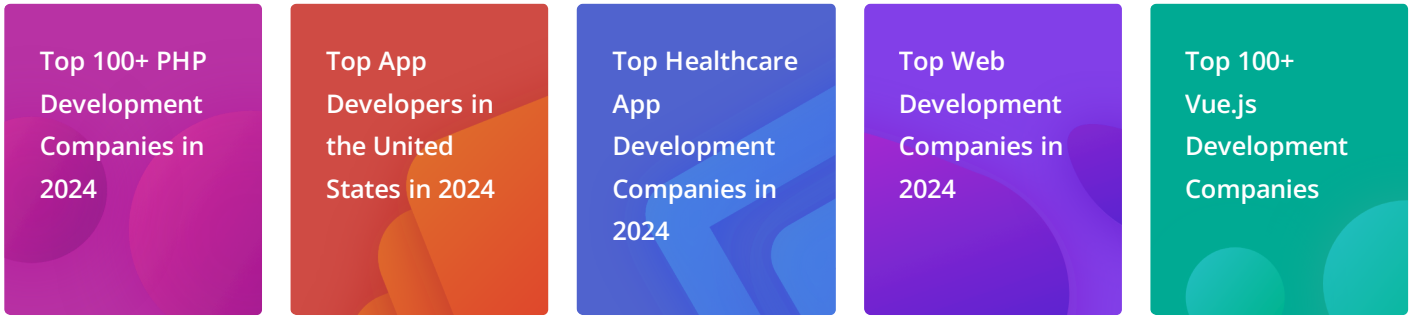 Top 100+ PHP
Development
Companies in
2024
Top App
Developers in
the United
States in 2024
Top Healthcare
App
Development
Companies in
2024
Top Web
Development
Companies in
2024
Top 100+
Vue.js
Development
Companies